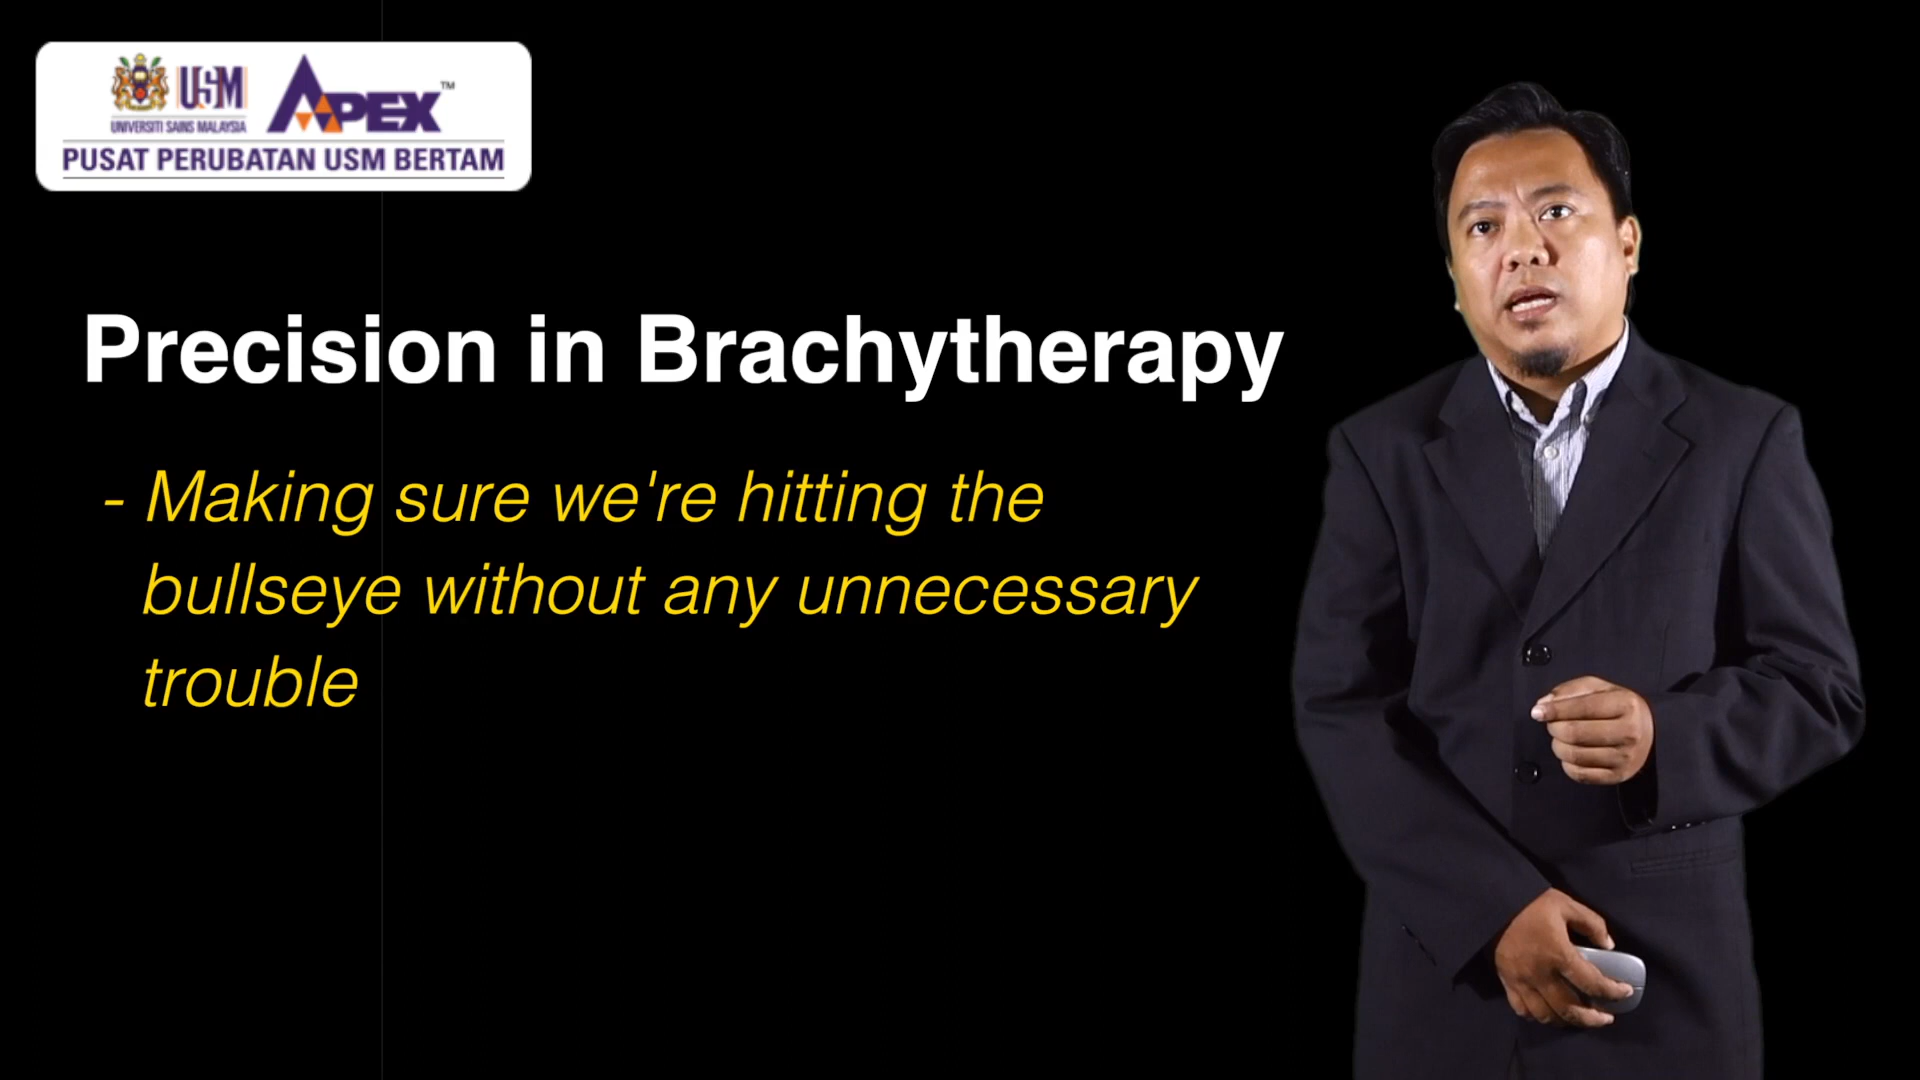 USM APEX™
UNIVERSITI SAINS MALAYSIA
PUSAT PERUBATAN USM BERTAM
Precision in Brachytherapy
- Making sure we're hitting the
bullseye without any unnecessary
trouble